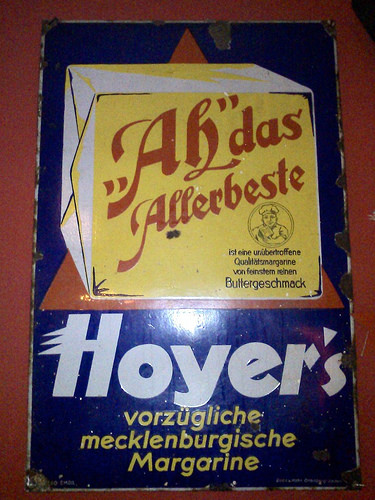 „Ah" das
„Allerbeste
ist eine unübertroffene
Qualitätsmargarine
von feinstem reinen
Buttergeschmack
Hoyer's
vorzügliche
mecklenburgische
Margarine